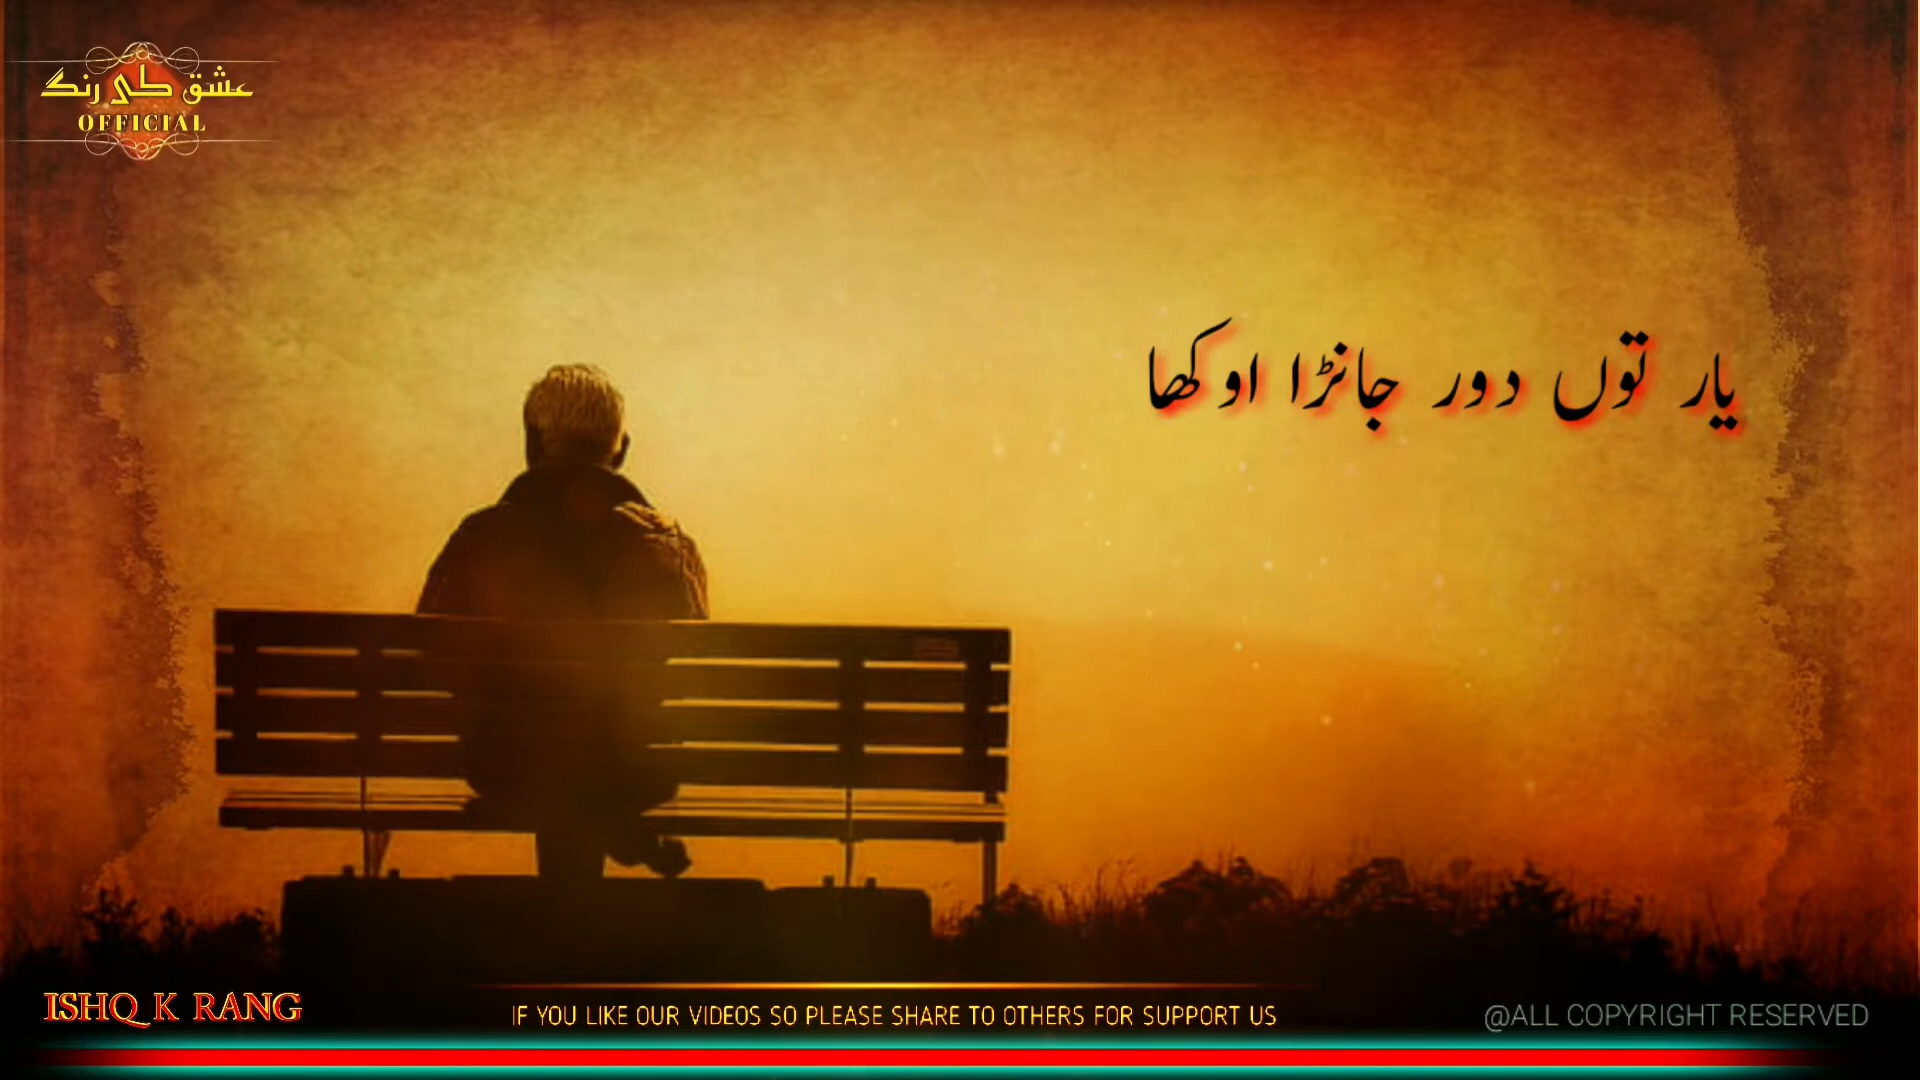 عشق کی رنگ
OFFICIAL
یار توں دور جانڑا اوکھا
ISHQ K RANG
IF YOU LIKE OUR VIDEOS SO PLEASE SHARE TO OTHERS FOR SUPPORT US
@ALL COPYRIGHT RESERVED